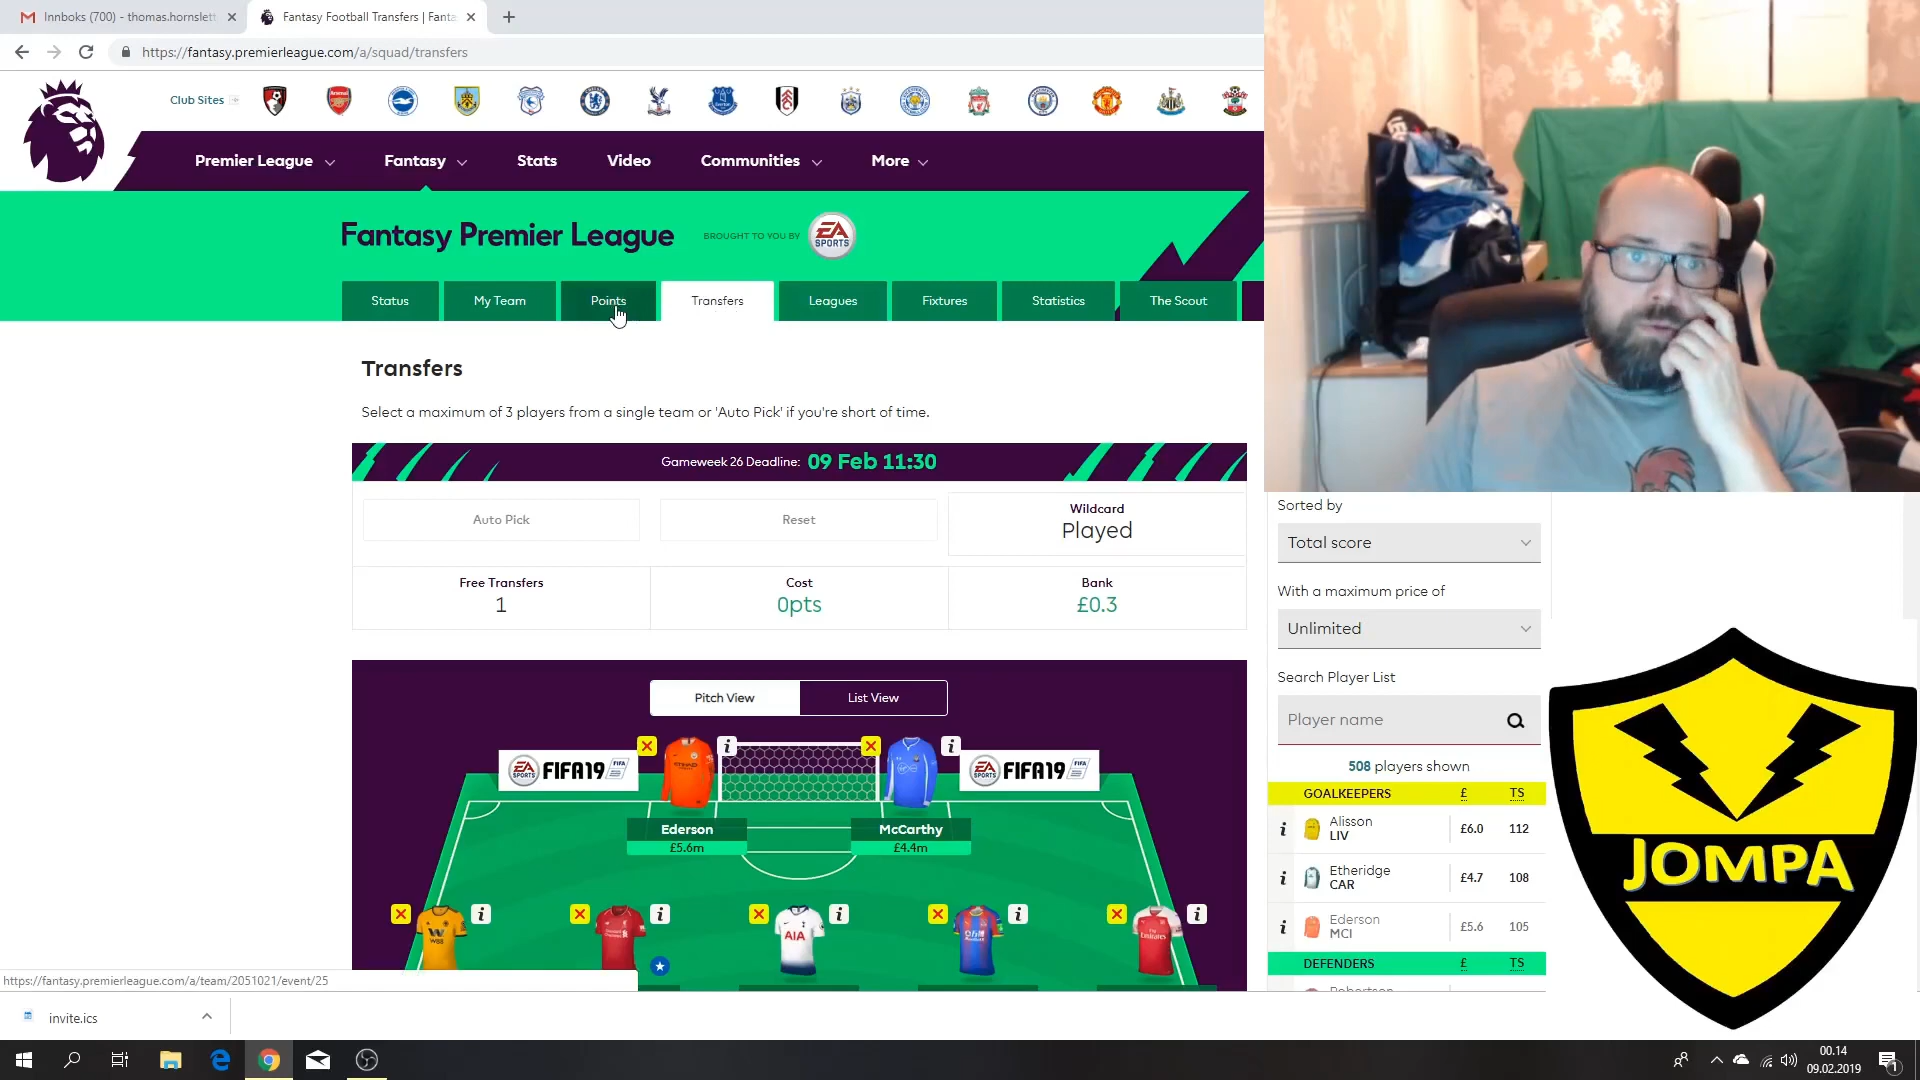 Innboks (700) - thomas.hornslett
Fantasy Football Transfers | Fanta
https://fantasy.premierleague.com/a/squad/transfers
Club Sites
Premier League
Fantasy
Stats
Video
Communities
More
Fantasy Premier League
BROUGHT TO YOU BY
EA SPORTS
Status
My Team
Points
Transfers
Leagues
Fixtures
Statistics
The Scout
Transfers
Select a maximum of 3 players from a single team or 'Auto Pick' if you're short of time.
Gameweek 26 Deadline: 09 Feb 11:30
Auto Pick
Reset
Wildcard
Played
Free Transfers
1
Cost
0pts
Bank
£0.3
Pitch View
List View
EA SPORTS FIFA19
EA SPORTS FIFA19
Ederson
£5.6m
McCarthy
£4.4m
AIA
Sorted by
Total score
With a maximum price of
Unlimited
Search Player List
Player name
508 players shown
GOALKEEPERS £ TS
Alisson
LIV
£6.0 112
Etheridge
CAR
£4.7 108
Ederson
MCI
£5.6 105
DEFENDERS £ TS
JOMPA
https://fantasy.premierleague.com/a/team/2051021/event/25
invite.ics
00.14
09.02.2019